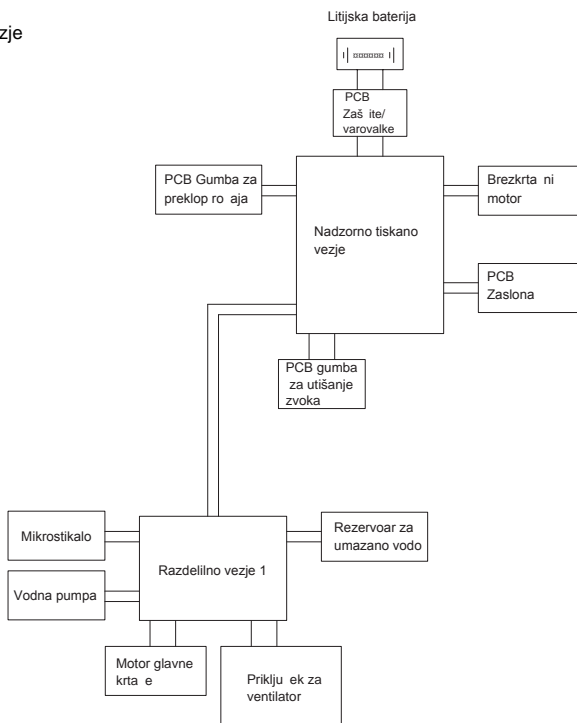 zje
Litijska baterija
PCB
Zaš ite/
varovalke
PCB Gumba za
preklop ro aja
Nadzorno tiskano
vezje
Brezkrta ni
motor
PCB
Zaslona
PCB gumba
za utišanje
zvoka
Mikrostikalo
Vodna pumpa
Razdelilno vezje 1
Rezervoar za
umazano vodo
Motor glavne
krta e
Priklju ek za
ventilator